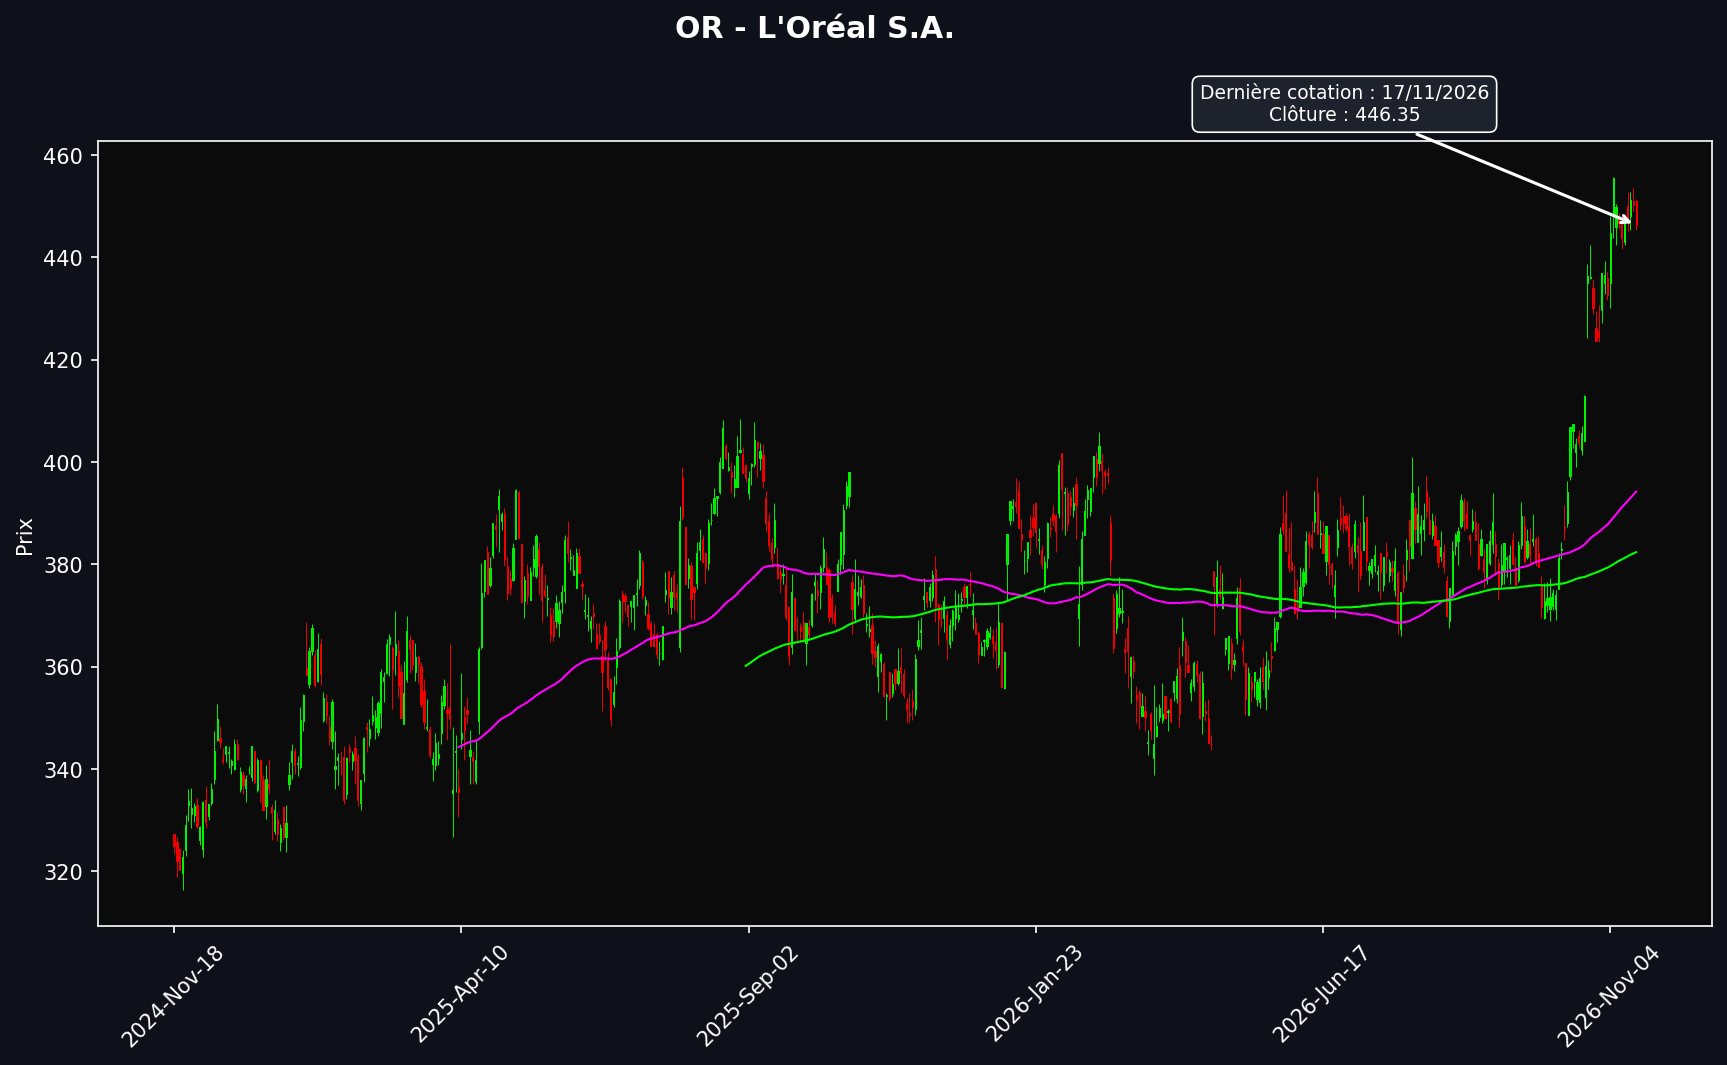 OR - L'Oréal S.A.
Dernière cotation : 17/11/2026
Clôture : 446.35
Prix
460
440
420
400
380
360
340
320
2024-Nov-18
2025-Apr-10
2025-Sep-02
2026-Jan-23
2026-Jun-17
2026-Nov-04